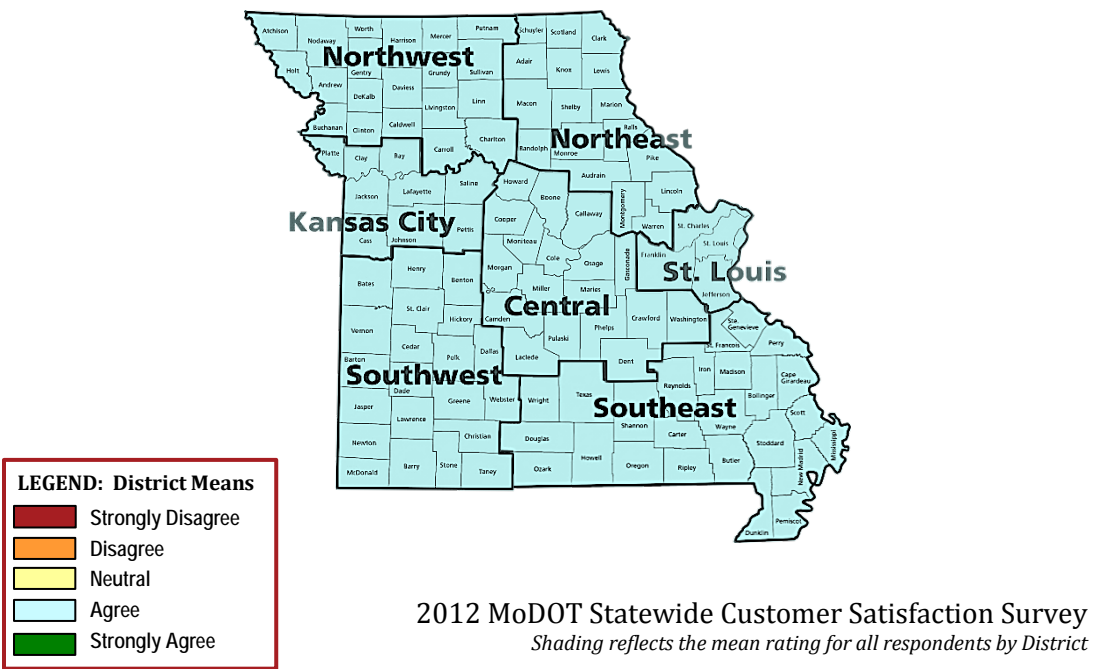 Atchison
Nodaway
Worth
Harrison
Mercer
Putnam
Schuyler
Scotland
Clark
Northwest
Holt
Gentry
Grundy
Sullivan
Adair
Knox
Lewis
Andrew
DeKalb
Daviess
Livingston
Linn
Macon
Shelby
Marion
Buchanan
Clinton
Caldwell
Chariton
Randolph
Monroe
Ralls
Northeast
Platte
Clay
Ray
Carroll
Pike
Audrain
Jackson
Lafayette
Saline
Howard
Boone
Callaway
Montgomery
Lincoln
Warren
Kansas City
Cass
Johnson
Pettis
Cooper
Moniteau
Cole
Osage
Gasconade
Franklin
St. Charles
St. Louis
St. Louis
Jefferson
Bates
Henry
Benton
Morgan
Miller
Maries
Central
Camden
Pulaski
Phelps
Crawford
Washington
Ste.
Genevieve
St. Francois
Perry
Vernon
St. Clair
Hickory
Cedar
Polk
Dallas
Laclede
Dent
Iron
Madison
Cape
Girardeau
Barton
Southwest
Dade
Greene
Webster
Wright
Texas
Reynolds
Bollinger
Southeast
Jasper
Lawrence
Christian
Douglas
Shannon
Carter
Wayne
Scott
Stoddard
Mississippi
New Madrid
Newton
McDonald
Barry
Stone
Taney
Ozark
Howell
Oregon
Ripley
Butler
Dunklin
Pemiscot
LEGEND: District Means
Strongly Disagree
Disagree
Neutral
Agree
Strongly Agree
2012 MoDOT Statewide Customer Satisfaction Survey
Shading reflects the mean rating for all respondents by District